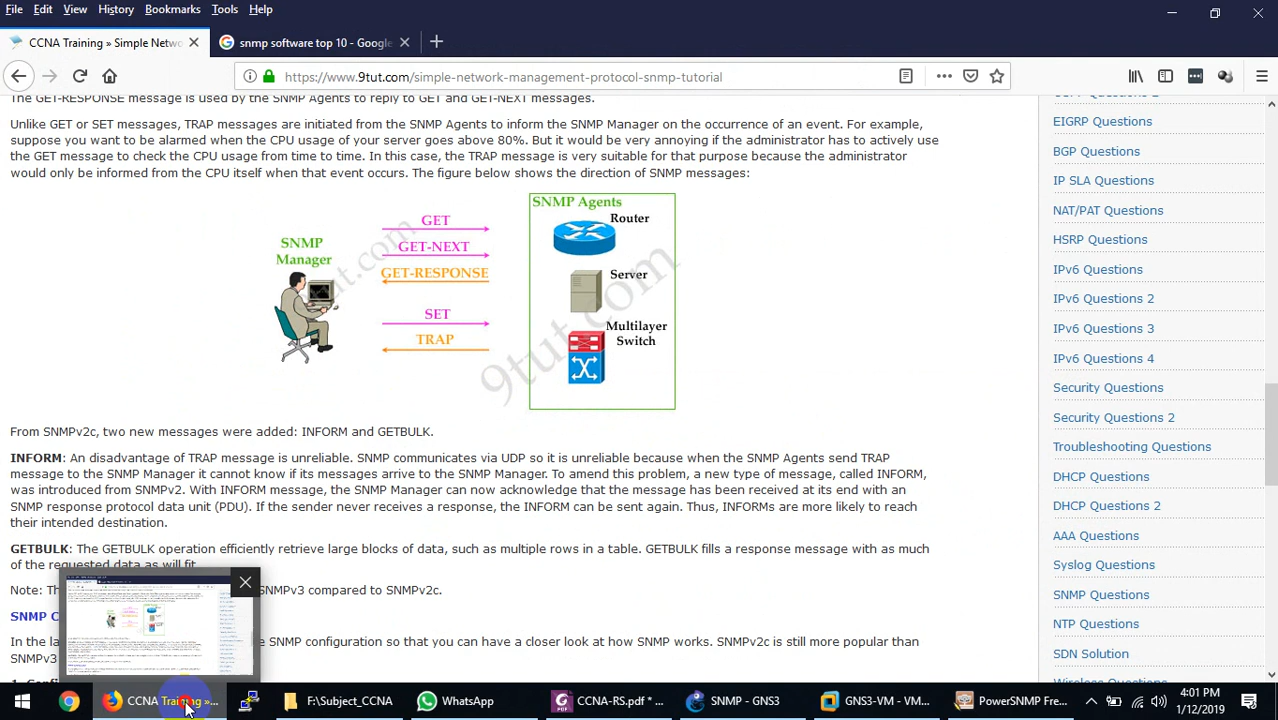 File Edit View History Bookmarks Tools Help
CCNA Training » Simple Netwo
snmp software top 10 - Google
https://www.9tut.com/simple-network-management-protocol-snmp-tutorial
The GET-RESPONSE message is used by the SNMP Agents to reply to GET and GET-NEXT messages.
Unlike GET or SET messages, TRAP messages are initiated from the SNMP Agents to inform the SNMP Manager on the occurrence of an event. For example,
suppose you want to be alarmed when the CPU usage of your server goes above 80%. But it would be very annoying if the administrator has to actively use
the GET message to check the CPU usage from time to time. In this case, the TRAP message is very suitable for that purpose because the administrator
would only be informed from the CPU itself when that event occurs. The figure below shows the direction of SNMP messages:
SNMP Agents
Router
GET
SNMP
Manager
GET-NEXT
GET-RESPONSE
Server
SET
TRAP
Multilayer
Switch
9tut.com
From SNMPv2c, two new messages were added: INFORM and GETBULK.
INFORM: An disadvantage of TRAP message is unreliable. SNMP communicates via UDP so it is unreliable because when the SNMP Agents send TRAP
message to the SNMP Manager it cannot know if its messages arrive to the SNMP Manager. To amend this problem, a new type of message, called INFORM,
was introduced from SNMPv2. With INFORM message, the SNMP Manager can now acknowledge that the message has been received at its end with an
SNMP response protocol data unit (PDU). If the sender never receives a response, the INFORM can be sent again. Thus, INFORMs are more likely to reach
their intended destination.
GETBULK: The GETBULK operation efficiently retrieve large blocks of data, such as multiple rows in a table. GETBULK fills a response message with as much
of the requested data as will fit.
Note: Th
SNMPv3 compared to SNMPv2c.
SNMP C
In the la
e SNMP configuration so that you can have a closer look at how SNMP works. SNMPv2c is still more popular than
SNMPv3
EIGRP Questions
BGP Questions
IP SLA Questions
NAT/PAT Questions
HSRP Questions
IPv6 Questions
IPv6 Questions 2
IPv6 Questions 3
IPv6 Questions 4
Security Questions
Security Questions 2
Troubleshooting Questions
DHCP Questions
DHCP Questions 2
AAA Questions
Syslog Questions
SNMP Questions
NTP Questions
SDN Questions
Wireless Questions
CCNA Training »...
F:\Subject_CCNA
WhatsApp
CCNA-RS.pdf * ...
SNMP - GNS3
GNS3-VM - VM...
PowerSNMP Fre...
4:01 PM
1/12/2019